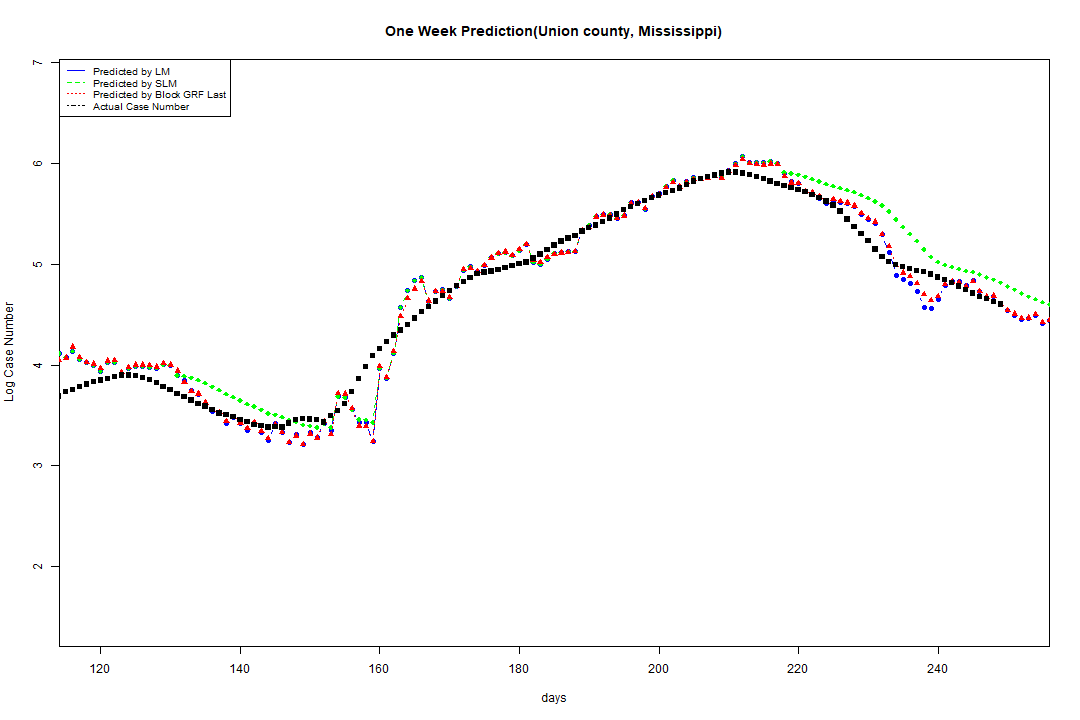 One Week Prediction(Union county, Mississippi)
Predicted by LM
Predicted by SLM
Predicted by Block GRF Last
Actual Case Number
7
6
5
4
3
2
Log Case Number
120 140 160 180 200 220 240
days